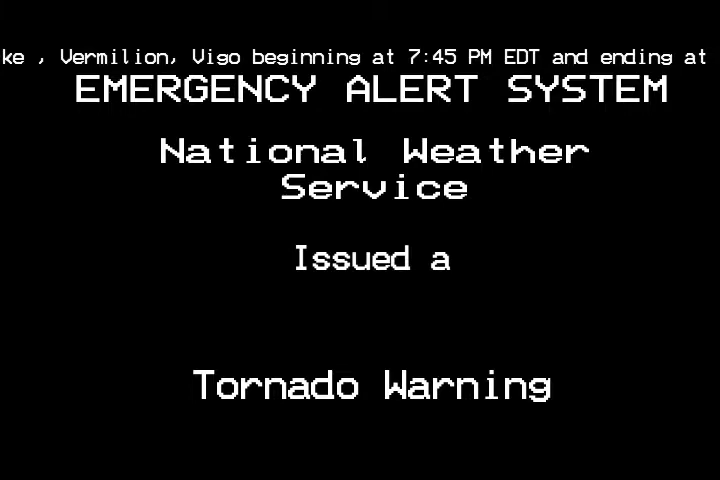 ke , Vermilion, Vigo beginning at 7:45 PM EDT and ending at
EMERGENCY ALERT SYSTEM
National Weather
Service
Issued a
Tornado Warning